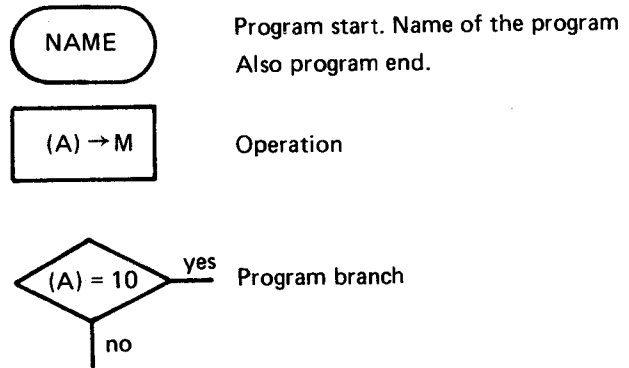 NAME
Program start. Name of the program
Also program end.
(A) → M
Operation
(A) = 10
yes
Program branch
no